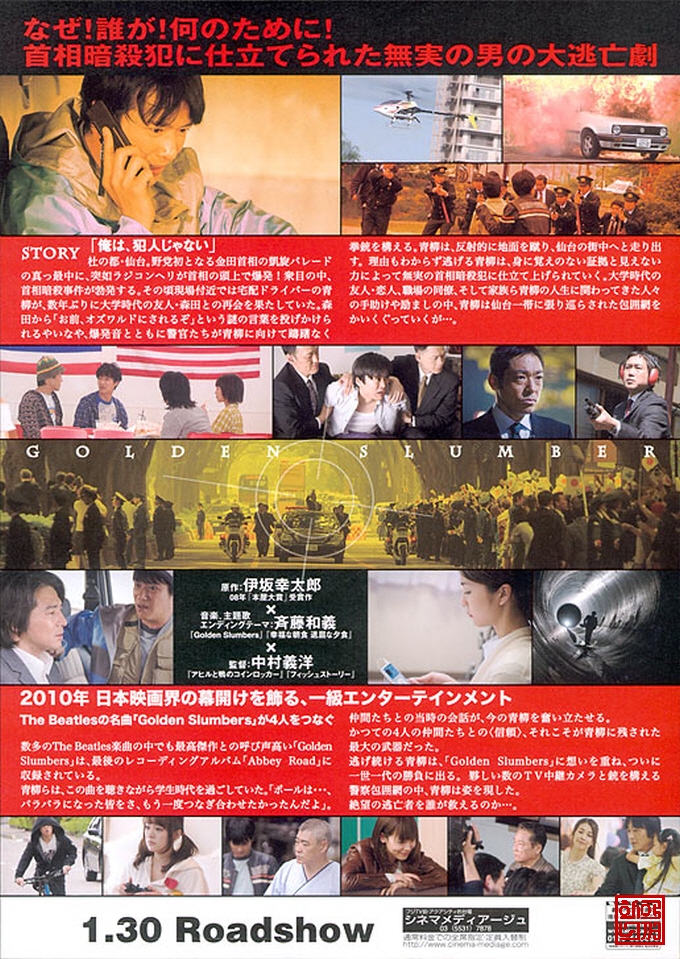 なぜ!誰が!何のために!
首相暗殺犯に仕立てられた無実の男の大逃亡劇
STORY
「俺は、犯人じゃない」
杜の都・仙台。野党初となる金田首相の凱旋パレード
の真っ最中に、突如ラジコンヘリが首相の頭上で爆発!衆目の中、
首相暗殺事件が勃発する。その頃現場付近では宅配ドライバーの青
柳が、数年ぶりに大学時代の友人・森田との再会を果たしていた。森
田から「お前、オズワルドにされるぞ」という謎の言葉を投げかけら
れるやいなや、爆発音とともに警官たちが青柳に向けて躊躇なく
拳銃を構える。青柳は、反射的に地面を蹴り、仙台の街中へと走り出
す。理由もわからず逃げる青柳は、身に覚えのない証拠と見えない
力によって無実の首相暗殺犯に仕立て上げられていく。大学時代の
友人・恋人、職場の同僚、そして家族ら青柳の人生に関わってきた人々
の手助けや励ましの中、青柳は仙台一帯に張り巡らされた包囲網を
かいくぐっていくが…。
GOLDEN SLUMBER
原作:伊坂幸太郎
08年「本屋大賞」受賞作
×
音楽、主題歌
エンディングテーマ:斉藤和義
「Golden Slumbers」「幸福な朝食 退屈な夕食」
×
監督:中村義洋
「アヒルと鴨のコインロッカー」「フィッシュストーリー」
2010年 日本映画界の幕開けを飾る、一級エンターテインメント
The Beatlesの名曲「Golden Slumbers」が4人をつなぐ
数多のThe Beatles楽曲の中でも最高傑作との呼び声高い「Golden
Slumbers」は、最後のレコーディングアルバム「Abbey Road」に
収録されている。
青柳らは、この曲を聴きながら学生時代を過ごしていた。「ポールは・・・、
バラバラになった皆をさ、もう一度つなぎ合わせたかったんだよ」。
仲間たちとの当時の会話が、今の青柳を奮い立たせる。
かつての4人の仲間たちとの〈信頼〉、それこそが青柳に残された
最大の武器だった。
逃げ続ける青柳は、「Golden Slumbers」に想いを重ね、ついに
一世一代の勝負に出る。 夥しい数のTV中継カメラと銃を構える
警察包囲網の中、青柳は姿を現した。
絶望の逃亡者を誰が救えるのか…。
1.30 Roadshow
シネマメディアージュ
03 (5531) 7878
通常料金での全席指定・定員入替制
http://www.cinema-mediage.com